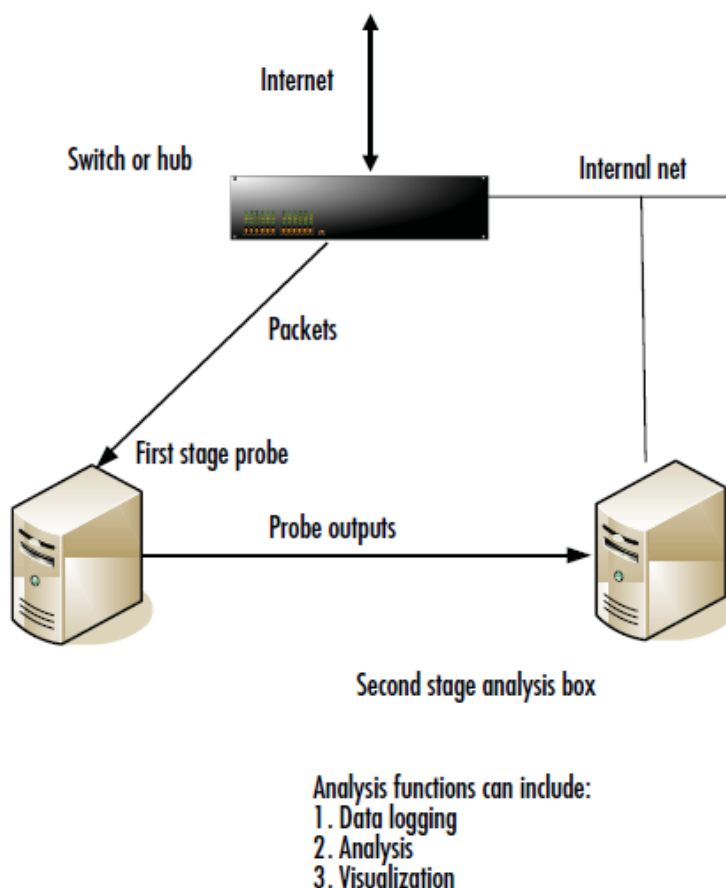 Internet
Switch or hub
Internal net
Packets
First stage probe
Probe outputs
Second stage analysis box
Analysis functions can include:
1. Data logging
2. Analysis
3. Visualization